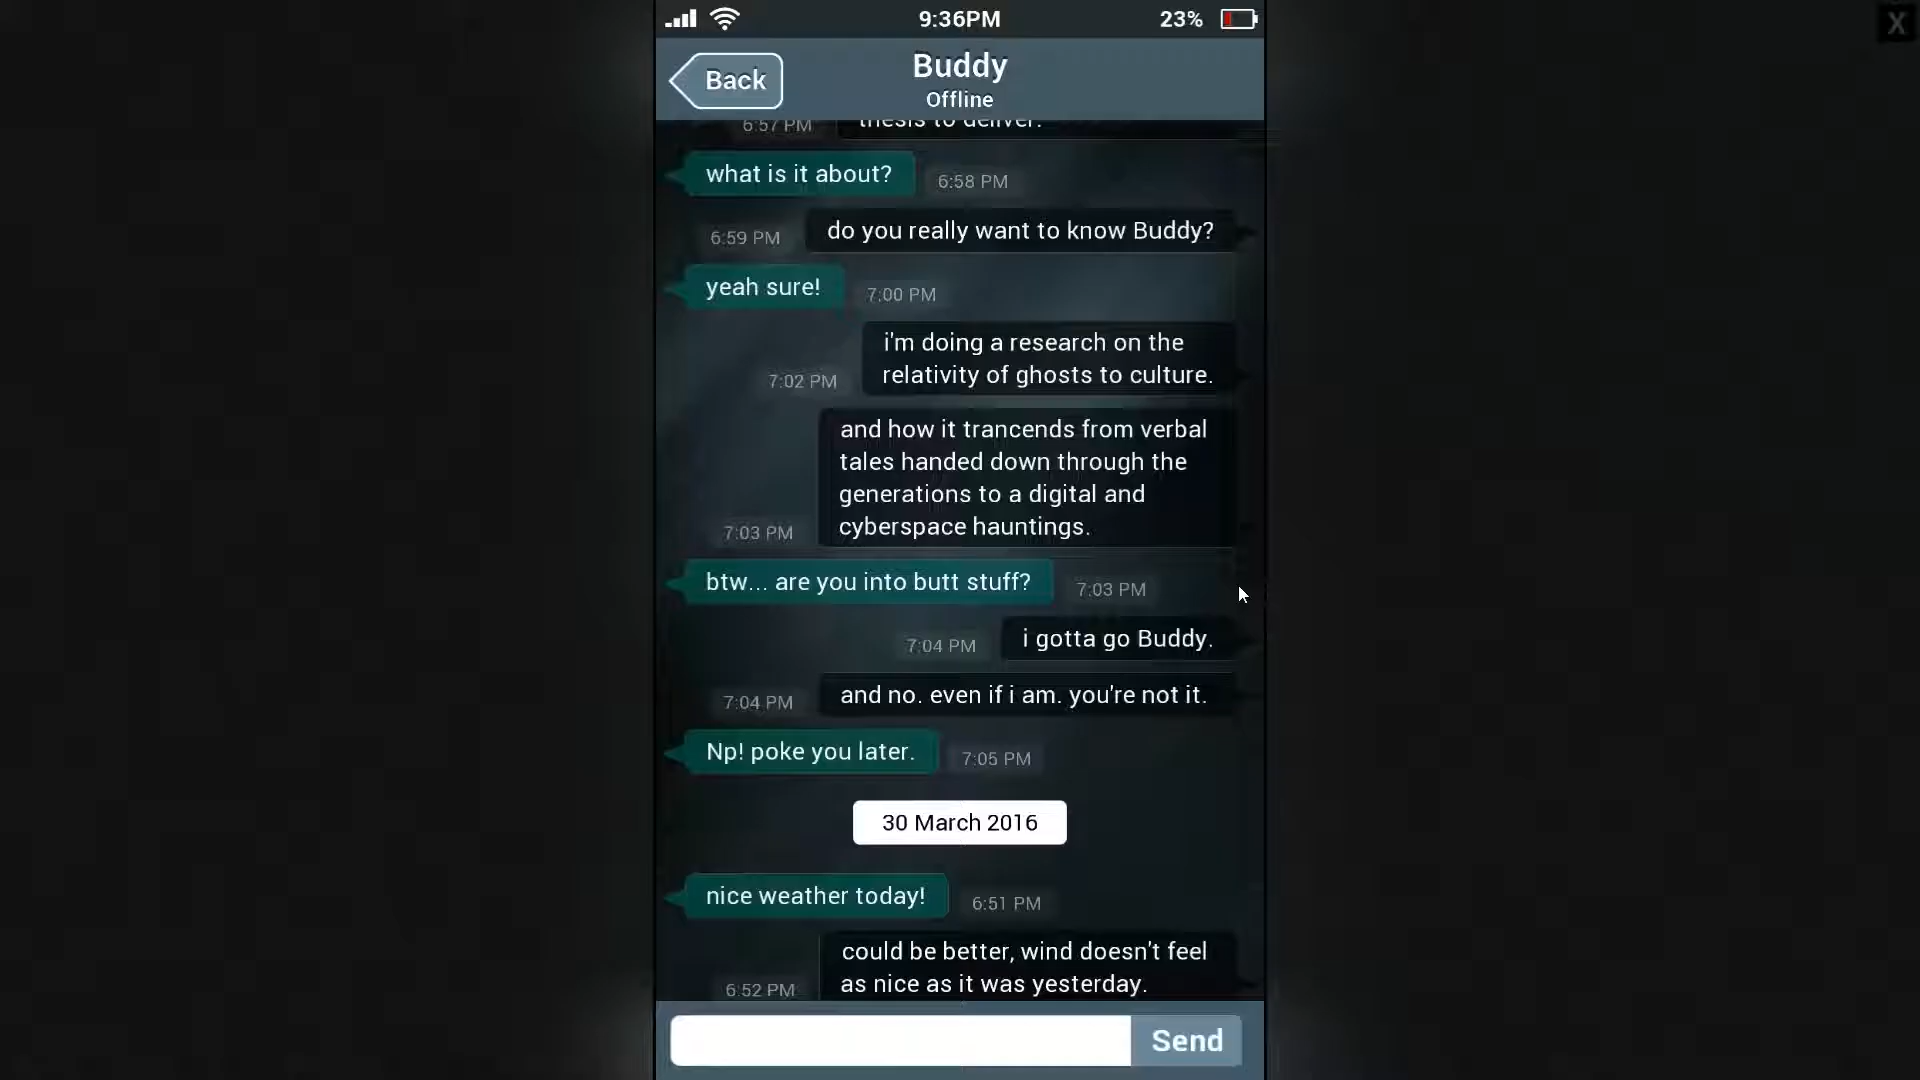 9:36PM
23%
X
Back
Buddy
Offline
thesis to deliver.
6:57 PM
what is it about?
6:58 PM
do you really want to know Buddy?
6:59 PM
yeah sure!
7:00 PM
i'm doing a research on the
relativity of ghosts to culture.
7:02 PM
and how it trancends from verbal
tales handed down through the
generations to a digital and
cyberspace hauntings.
7:03 PM
btw... are you into butt stuff?
7:03 PM
i gotta go Buddy.
7:04 PM
and no. even if i am. you're not it.
7:04 PM
Np! poke you later.
7:05 PM
30 March 2016
nice weather today!
6:51 PM
could be better, wind doesn't feel
as nice as it was yesterday.
6:52 PM
Send